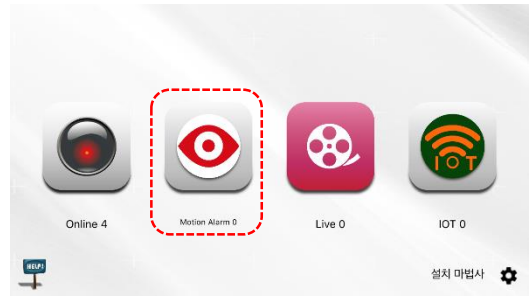 IOT
Online 4
Motion Alarm 0
Live 0
IOT 0
HELP!
설치 마법사